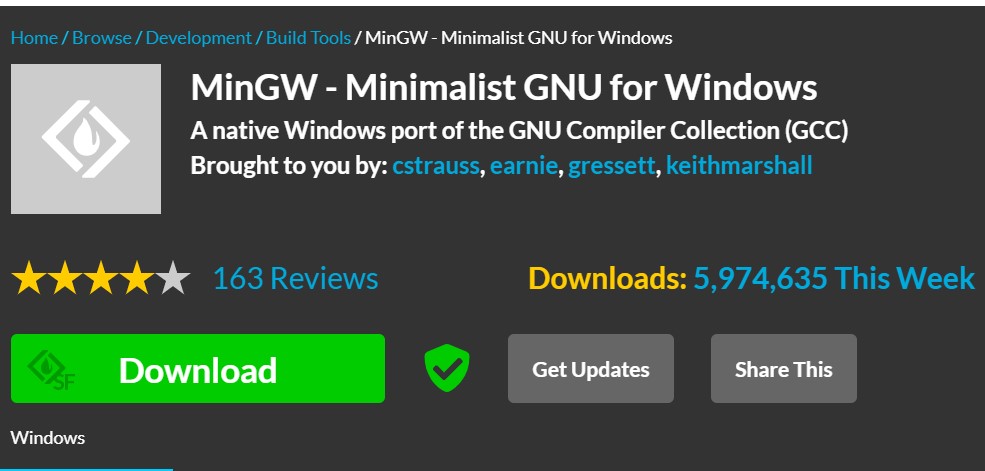 Home / Browse / Development / Build Tools / MinGW - Minimalist GNU for Windows
MinGW - Minimalist GNU for Windows
A native Windows port of the GNU Compiler Collection (GCC)
Brought to you by: cstrauss, earnie, gressett, keithmarshall
163 Reviews
Downloads: 5,974,635 This Week
SF
Download
Get Updates
Share This
Windows